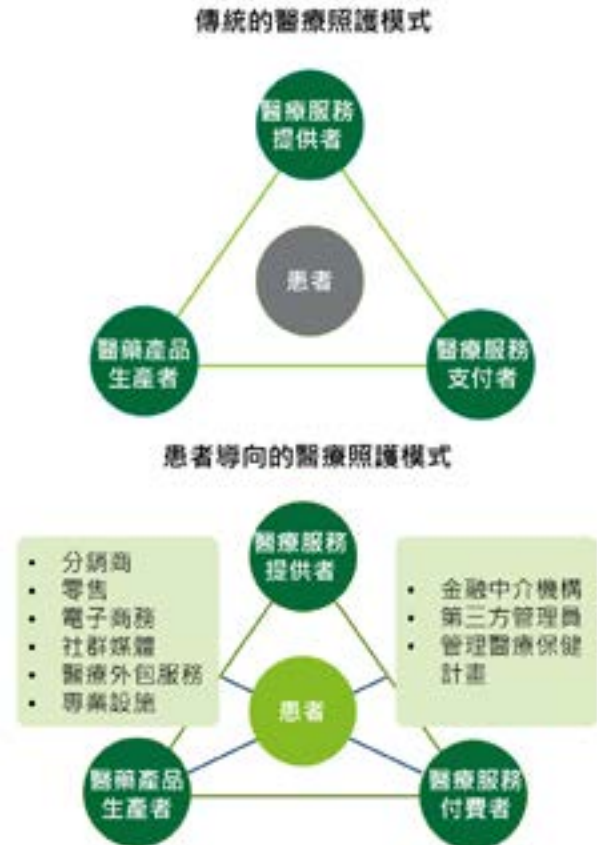 傳統的醫療照護模式
醫療服務
提供者
患者
醫藥產品
生產者
醫療服務
支付者
患者導向的醫療照護模式
醫療服務
提供者
• 分銷商
• 零售
• 電子商務
• 社群媒體
• 醫療外包服務
• 專業設施
• 金融中介機構
• 第三方管理員
• 管理醫療保健
計畫
患者
醫藥產品
生產者
醫療服務
付費者